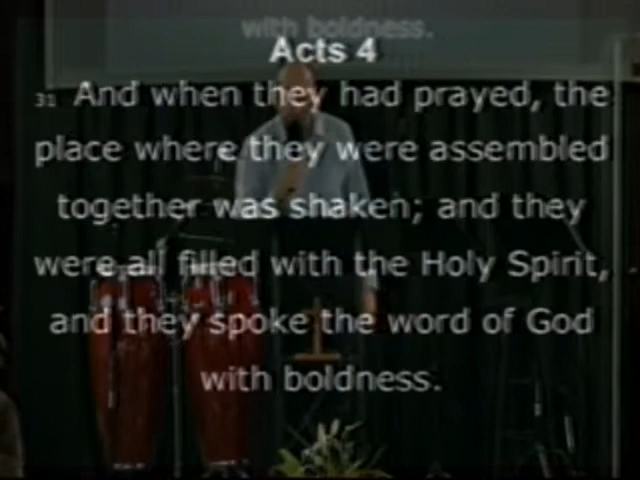 with boldness.
Acts 4
31 And when they had prayed, the
place where they were assembled
together was shaken; and they
were all filled with the Holy Spirit,
and they spoke the word of God
with boldness.